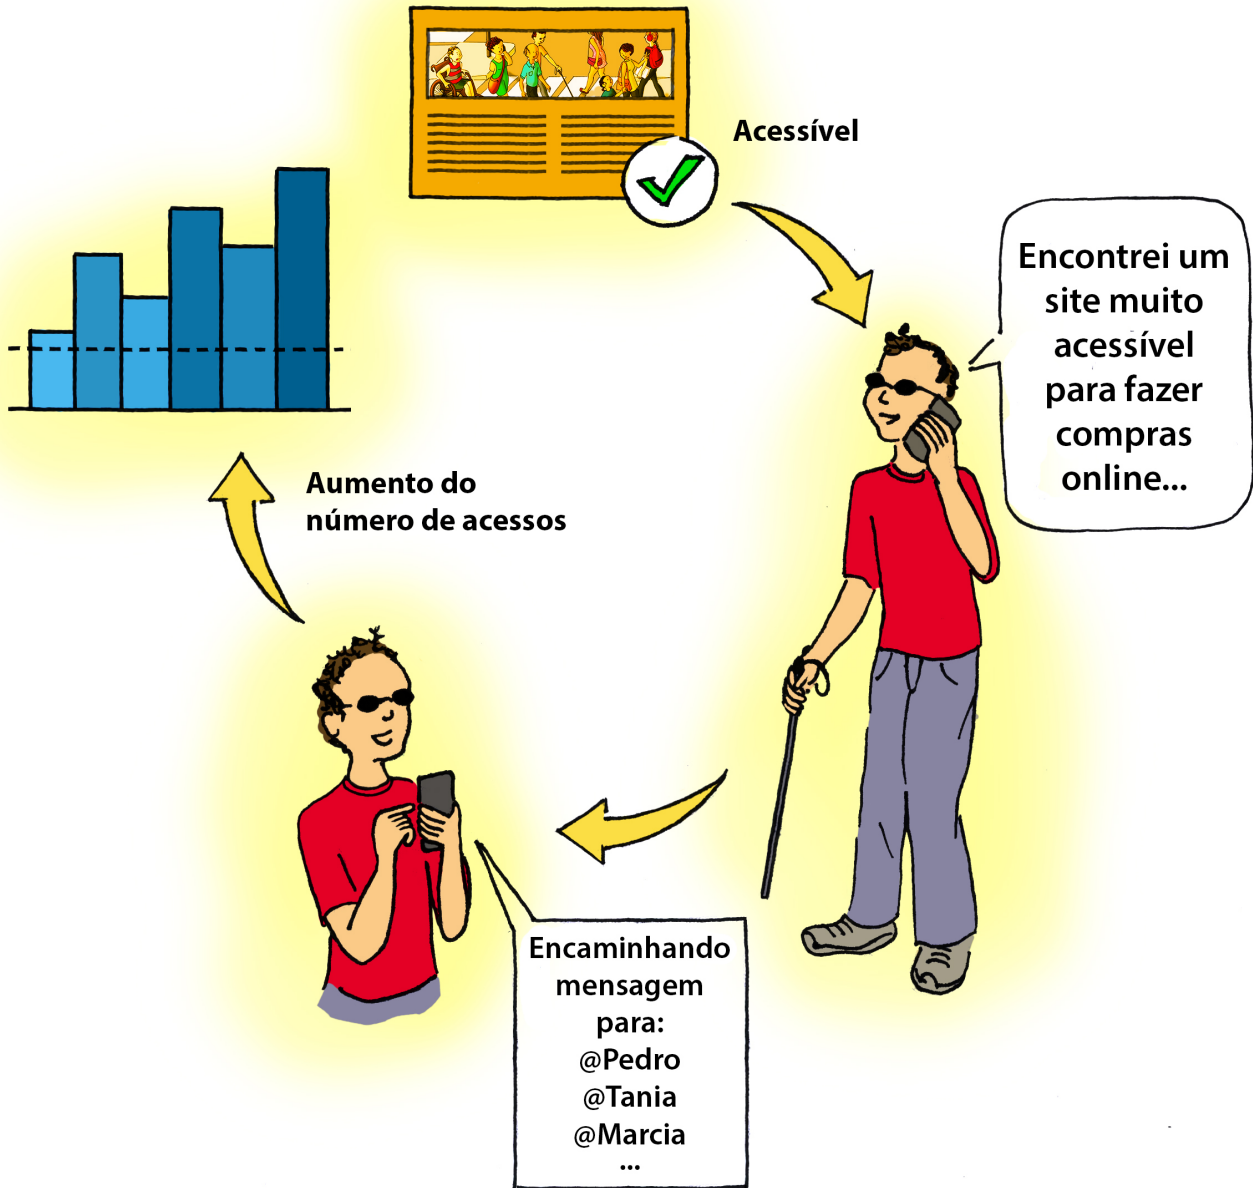 Acessível
Encontrei um
site muito
acessível
para fazer
compras
online...
Aumento do
número de acessos
Encaminhando
mensagem
para:
@Pedro
@Tania
@Marcia
...